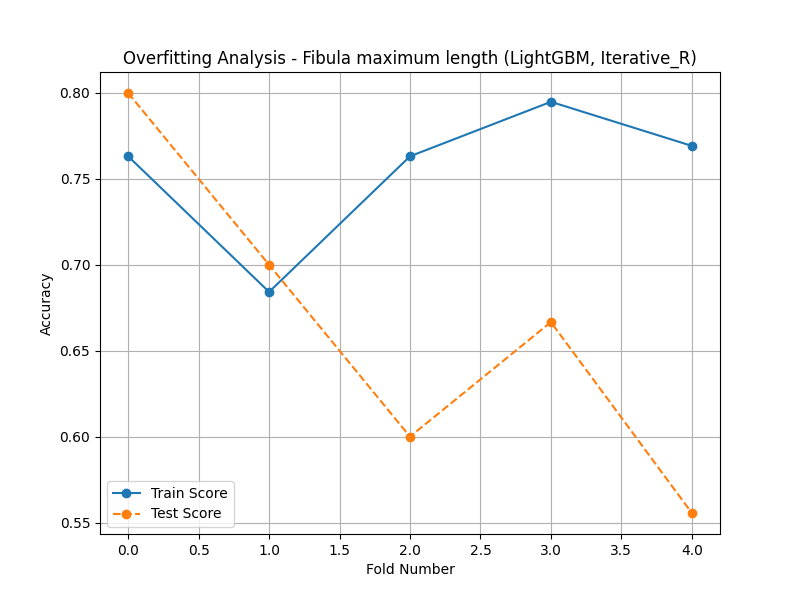 Overfitting Analysis - Fibula maximum length (LightGBM, Iterative_R)
0.80
0.75
0.70
0.65
0.60
0.55
Accuracy
Train Score
Test Score
0.0 0.5 1.0 1.5 2.0 2.5 3.0 3.5 4.0
Fold Number